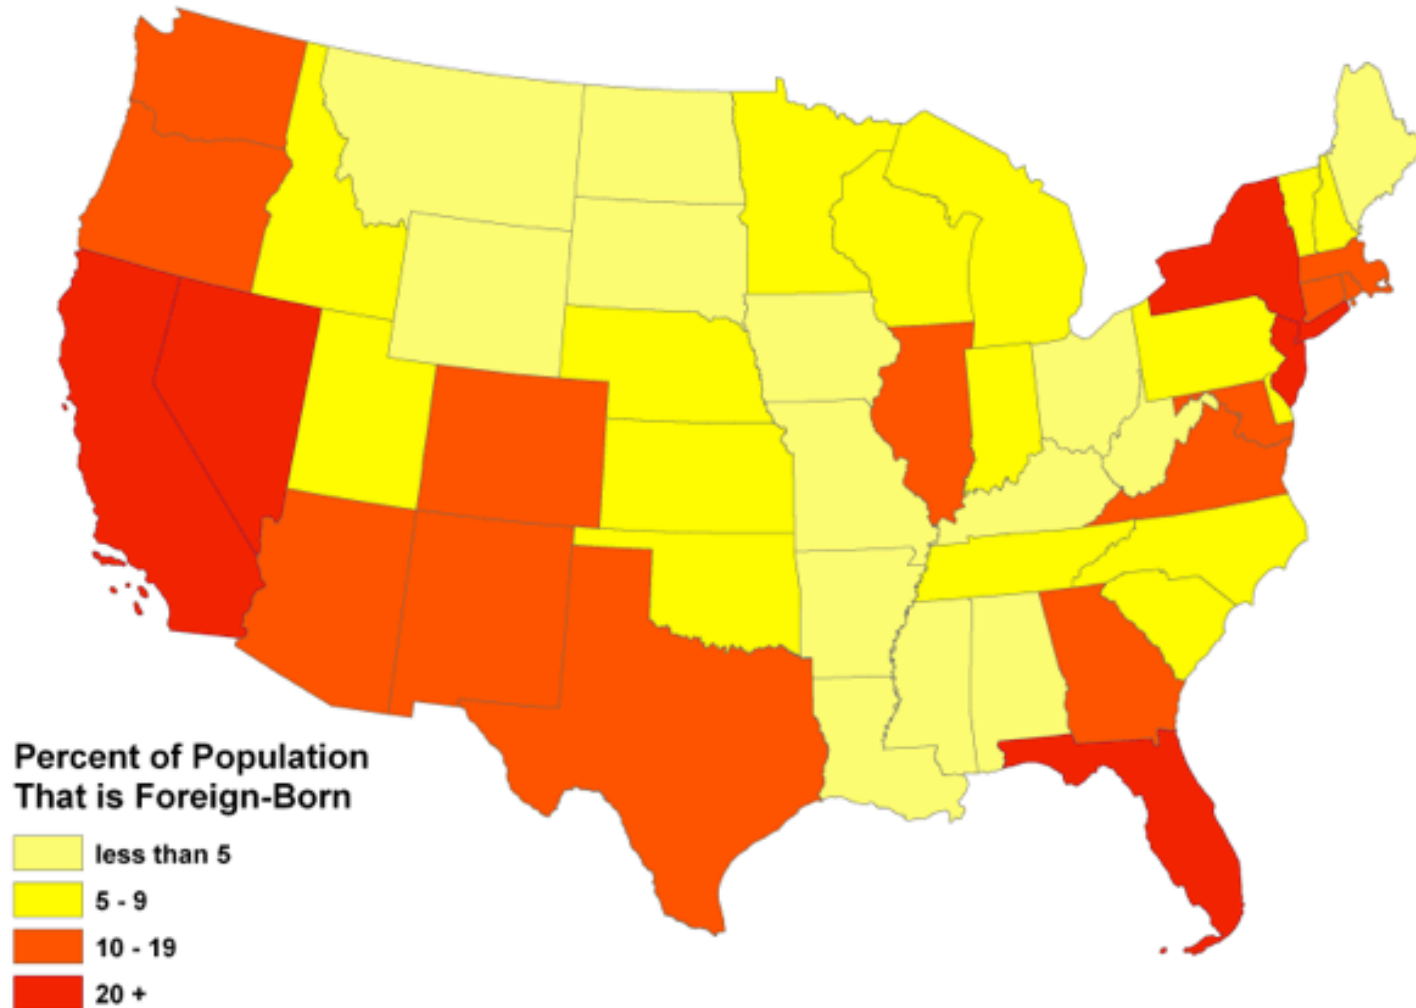 Percent of Population
That is Foreign-Born
less than 5
5 - 9
10 - 19
20 +